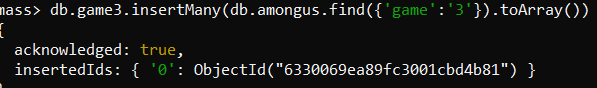 mass> db.game3.insertMany(db.amongus.find({'game':'3'}).toArray())
{
  acknowledged: true,
  insertedIds: { '0': ObjectId("6330069ea89fc3001cbd4b81") }